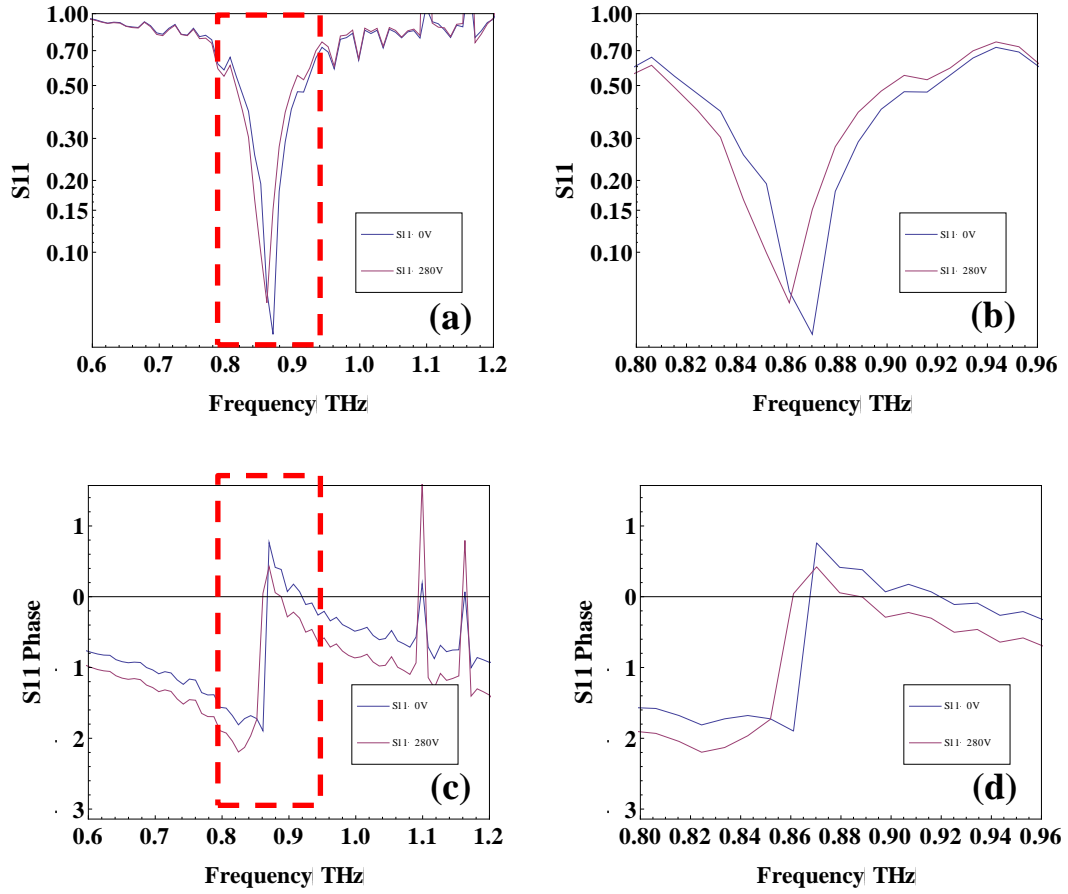 1.00
0.70
0.50
0.30
0.20
0.15
0.10
S11
S11 0V
S11 280V
(a)
0.6 0.7 0.8 0.9 1.0 1.1 1.2
Frequency THz
1.00
0.70
0.50
0.30
0.20
0.15
0.10
S11
S11 0V
S11 280V
(b)
0.80 0.82 0.84 0.86 0.88 0.90 0.92 0.94 0.96
Frequency THz
1
0
1
2
3
S11 Phase
S11 0V
S11 280V
(c)
0.6 0.7 0.8 0.9 1.0 1.1 1.2
Frequency THz
1
0
1
2
3
S11 Phase
S11 0V
S11 280V
(d)
0.80 0.82 0.84 0.86 0.88 0.90 0.92 0.94 0.96
Frequency THz